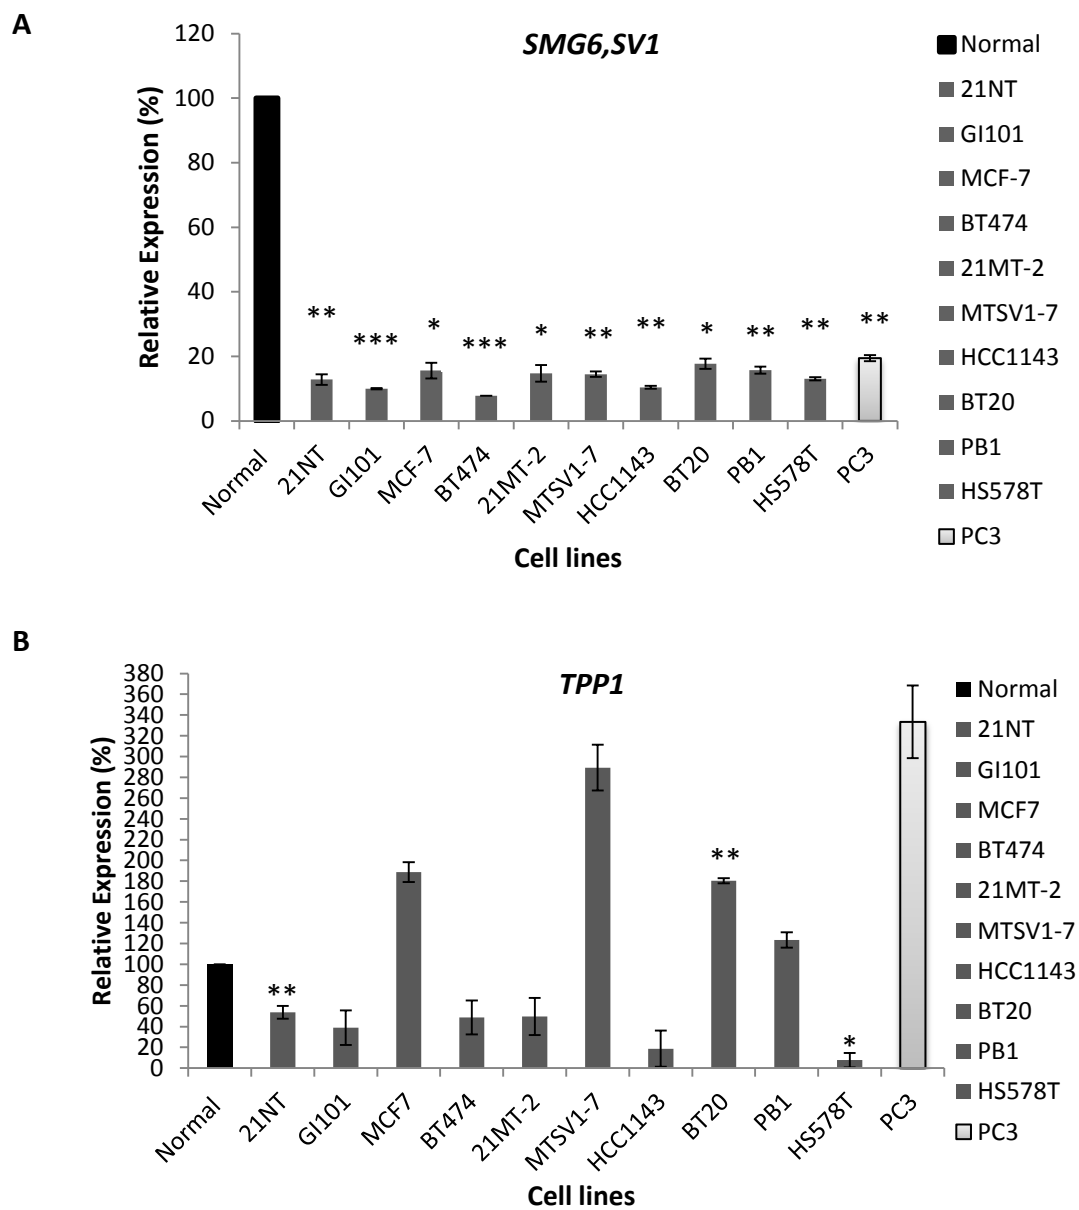 A
SMG6,SV1
Relative Expression (%)
120
100
80
60
40
20
0
**
***
*
***
*
**
**
*
**
**
**
Normal
21NT
GI101
MCF-7
BT474
21MT-2
MTSV1-7
HCC1143
BT20
PB1
HS578T
PC3
Cell lines
Normal
21NT
GI101
MCF-7
BT474
21MT-2
MTSV1-7
HCC1143
BT20
PB1
HS578T
PC3
B
TPP1
Relative Expression (%)
380
360
340
320
300
280
260
240
220
200
180
160
140
120
100
80
60
40
20
0
**
**
*
Normal
21NT
GI101
MCF7
BT474
21MT-2
MTSV1-7
HCC1143
BT20
PB1
HS578T
PC3
Cell lines
Normal
21NT
GI101
MCF7
BT474
21MT-2
MTSV1-7
HCC1143
BT20
PB1
HS578T
PC3